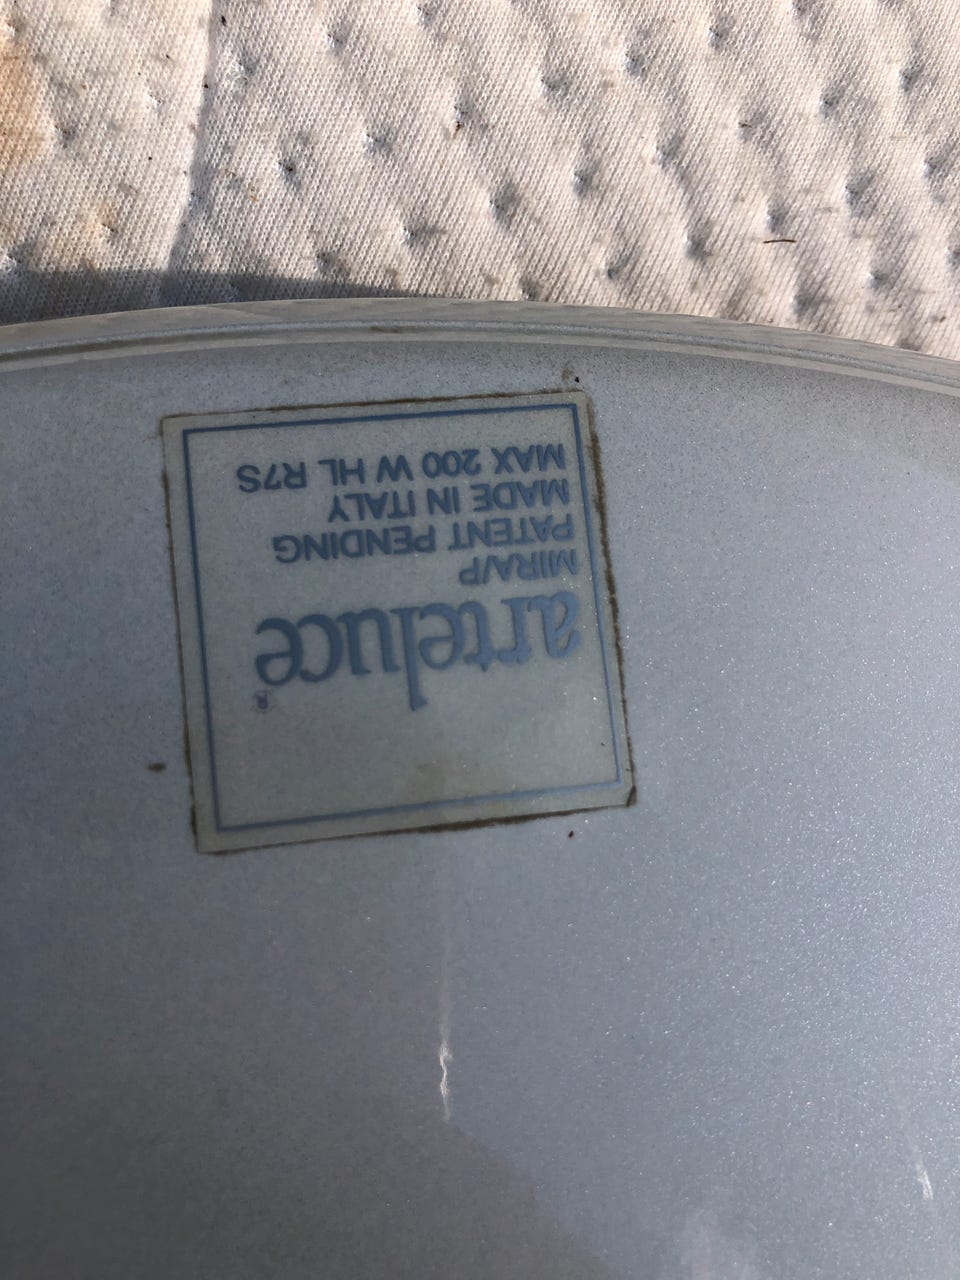 arteluce®
MIRA/P
PATENT PENDING
MADE IN ITALY
MAX 200 W HL R7S